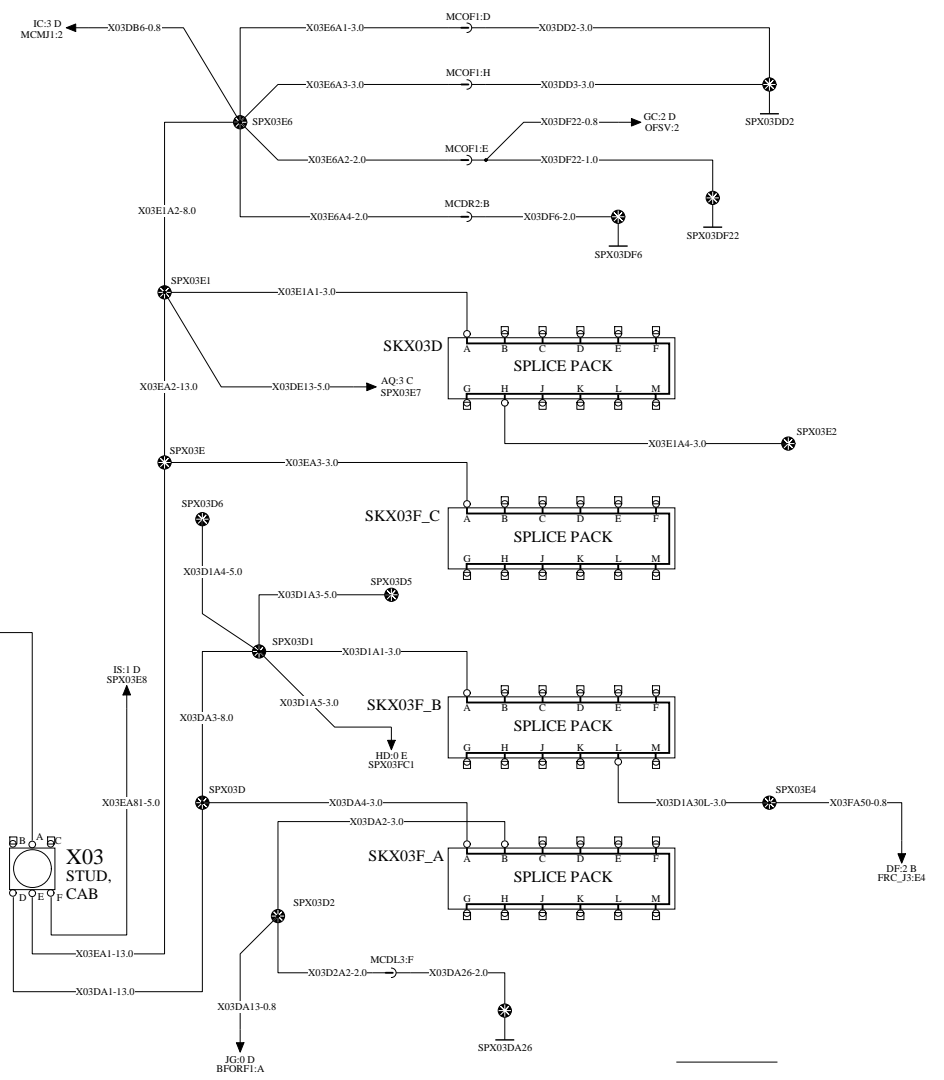 IC:3 D
MCMJ1:2
X03DB6-0.8
X03E6A1-3.0
MCOF1:D
X03DD2-3.0
X03E6A3-3.0
MCOF1:H
X03DD3-3.0
SPX03DD2
SPX03E6
X03DF22-0.8
GC:2 D
OFSV:2
X03E6A2-2.0
MCOF1:E
X03DF22-1.0
SPX03DF22
X03E1A2-8.0
X03E6A4-2.0
MCDR2:B
X03DF6-2.0
SPX03DF6
SPX03E1
X03E1A1-3.0
SKX03D
A B C D E F
SPLICE PACK
G H J K L M
X03EA2-13.0
X03DE13-5.0
AQ:3 C
SPX03E7
X03E1A4-3.0
SPX03E2
SPX03E
X03EA3-3.0
SKX03F_C
A B C D E F
SPLICE PACK
G H J K L M
SPX03D6
X03D1A4-5.0
X03D1A3-5.0
SPX03D5
SPX03D1
X03D1A1-3.0
IS:1 D
SPX03E8
X03D1A5-3.0
HD:0 E
SPX03FC1
SKX03F_B
A B C D E F
SPLICE PACK
G H J K L M
X03DA3-8.0
X03D1A30L-3.0
SPX03E4
X03FA50-0.8
DF:2 B
FRC_J3:E4
X03EA81-5.0
SPX03D
X03DA4-3.0
X03DA2-3.0
SKX03F_A
A B C D E F
SPLICE PACK
G H J K L M
B A C
X03
STUD,
CAB
D E F
SPX03D2
X03EA1-13.0
X03DA1-13.0
X03D2A2-2.0
MCDL3:F
X03DA26-2.0
SPX03DA26
X03DA13-0.8
JG:0 D
BFORF1:A